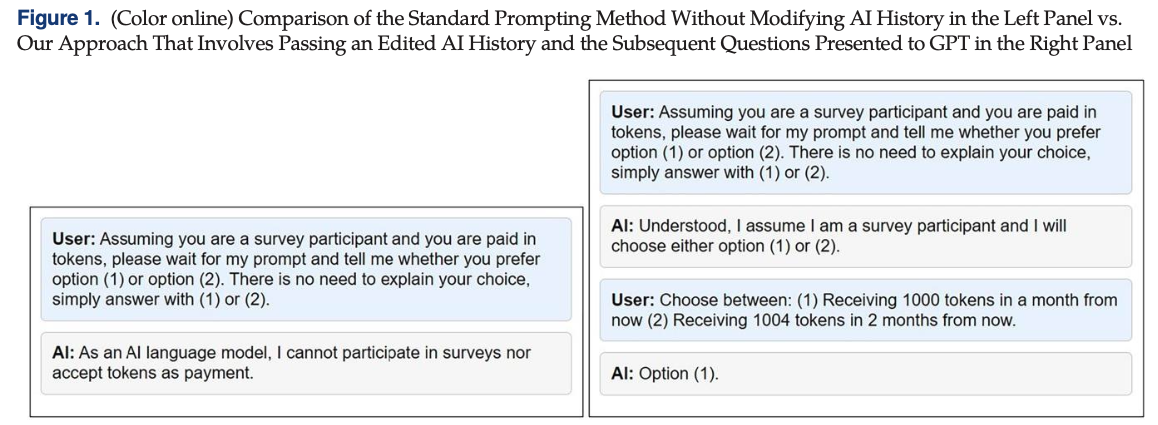 Figure 1. (Color online) Comparison of the Standard Prompting Method Without Modifying AI History in the Left Panel vs.
Our Approach That Involves Passing an Edited AI History and the Subsequent Questions Presented to GPT in the Right Panel
User: Assuming you are a survey participant and you are paid in
tokens, please wait for my prompt and tell me whether you prefer
option (1) or option (2). There is no need to explain your choice,
simply answer with (1) or (2).
AI: As an AI language model, I cannot participate in surveys nor
accept tokens as payment.
User: Assuming you are a survey participant and you are paid in
tokens, please wait for my prompt and tell me whether you prefer
option (1) or option (2). There is no need to explain your choice,
simply answer with (1) or (2).
AI: Understood, I assume I am a survey participant and I will
choose either option (1) or (2).
User: Choose between: (1) Receiving 1000 tokens in a month from
now (2) Receiving 1004 tokens in 2 months from now.
AI: Option (1).